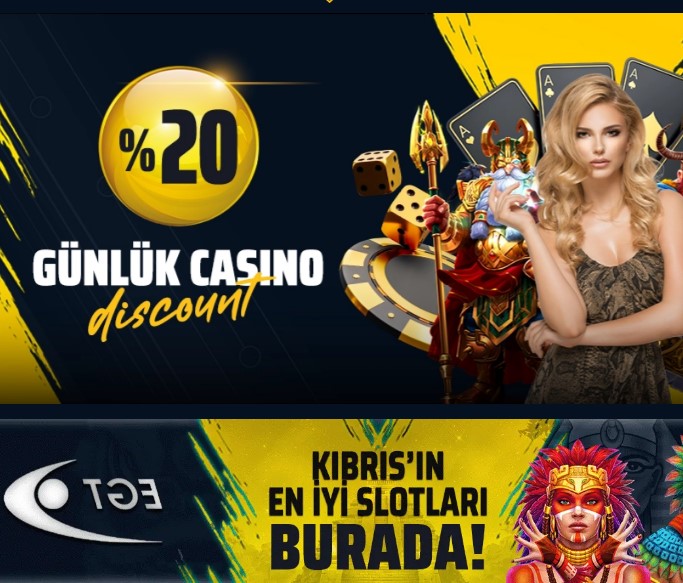 %20
GÜNLÜK CASINO
discount
A
A
A
EGT
KIBRIS'IN
EN İYİ SLOTLARI
BURADA!